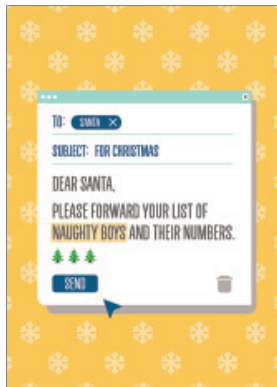 TO: SANTA X
SUBJECT: FOR CHRISTMAS
DEAR SANTA,
PLEASE FORWARD YOUR LIST OF
NAUGHTY BOYS AND THEIR NUMBERS.
SEND